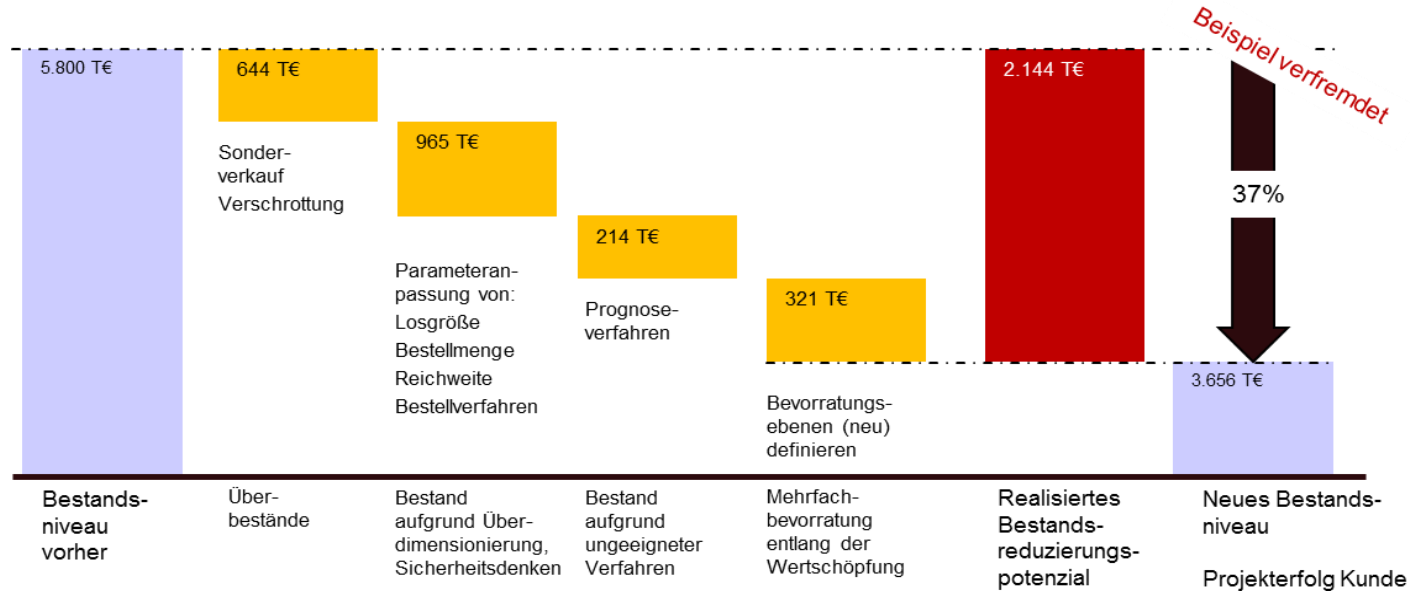 Beispiel verfremdet
5.800 T€
644 T€
2.144 T€
965 T€
Sonder-
verkauf
Verschrottung
37%
214 T€
Parameteran-
passung von:
Losgröße
Bestellmenge
Reichweite
Bestellverfahren
321 T€
Prognose-
verfahren
3.656 T€
Bevorratungs-
ebenen (neu)
definieren
Bestands-
niveau
vorher
Über-
bestände
Bestand
aufgrund Über-
dimensionierung,
Sicherheitsdenken
Bestand
aufgrund
ungeeigneter
Verfahren
Mehrfach-
bevorratung
entlang der
Wertschöpfung
Realisiertes
Bestands-
reduzierungs-
potenzial
Neues Bestands-
niveau
Projekterfolg Kunde